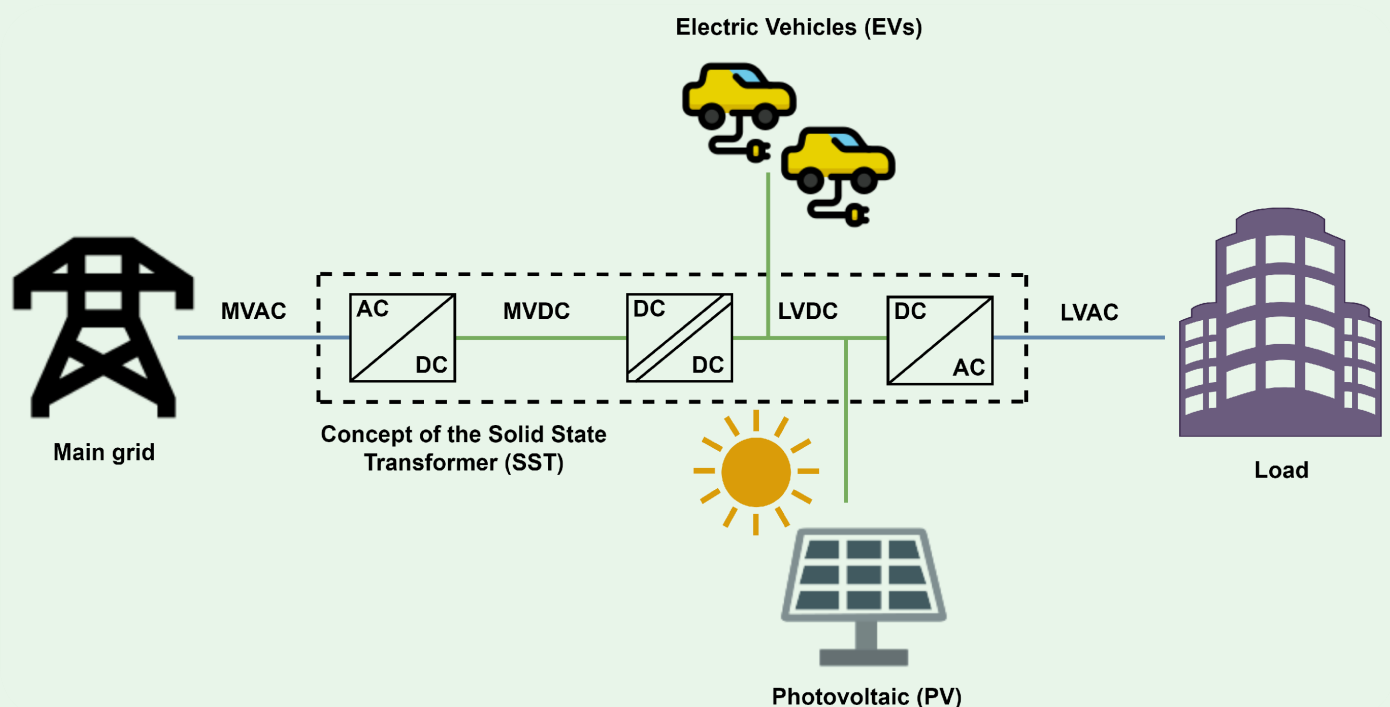 Electric Vehicles (EVs)
MVAC
AC
DC
MVDC
DC
DC
LVDC
DC
AC
LVAC
Main grid
Concept of the Solid State
Transformer (SST)
Load
Photovoltaic (PV)